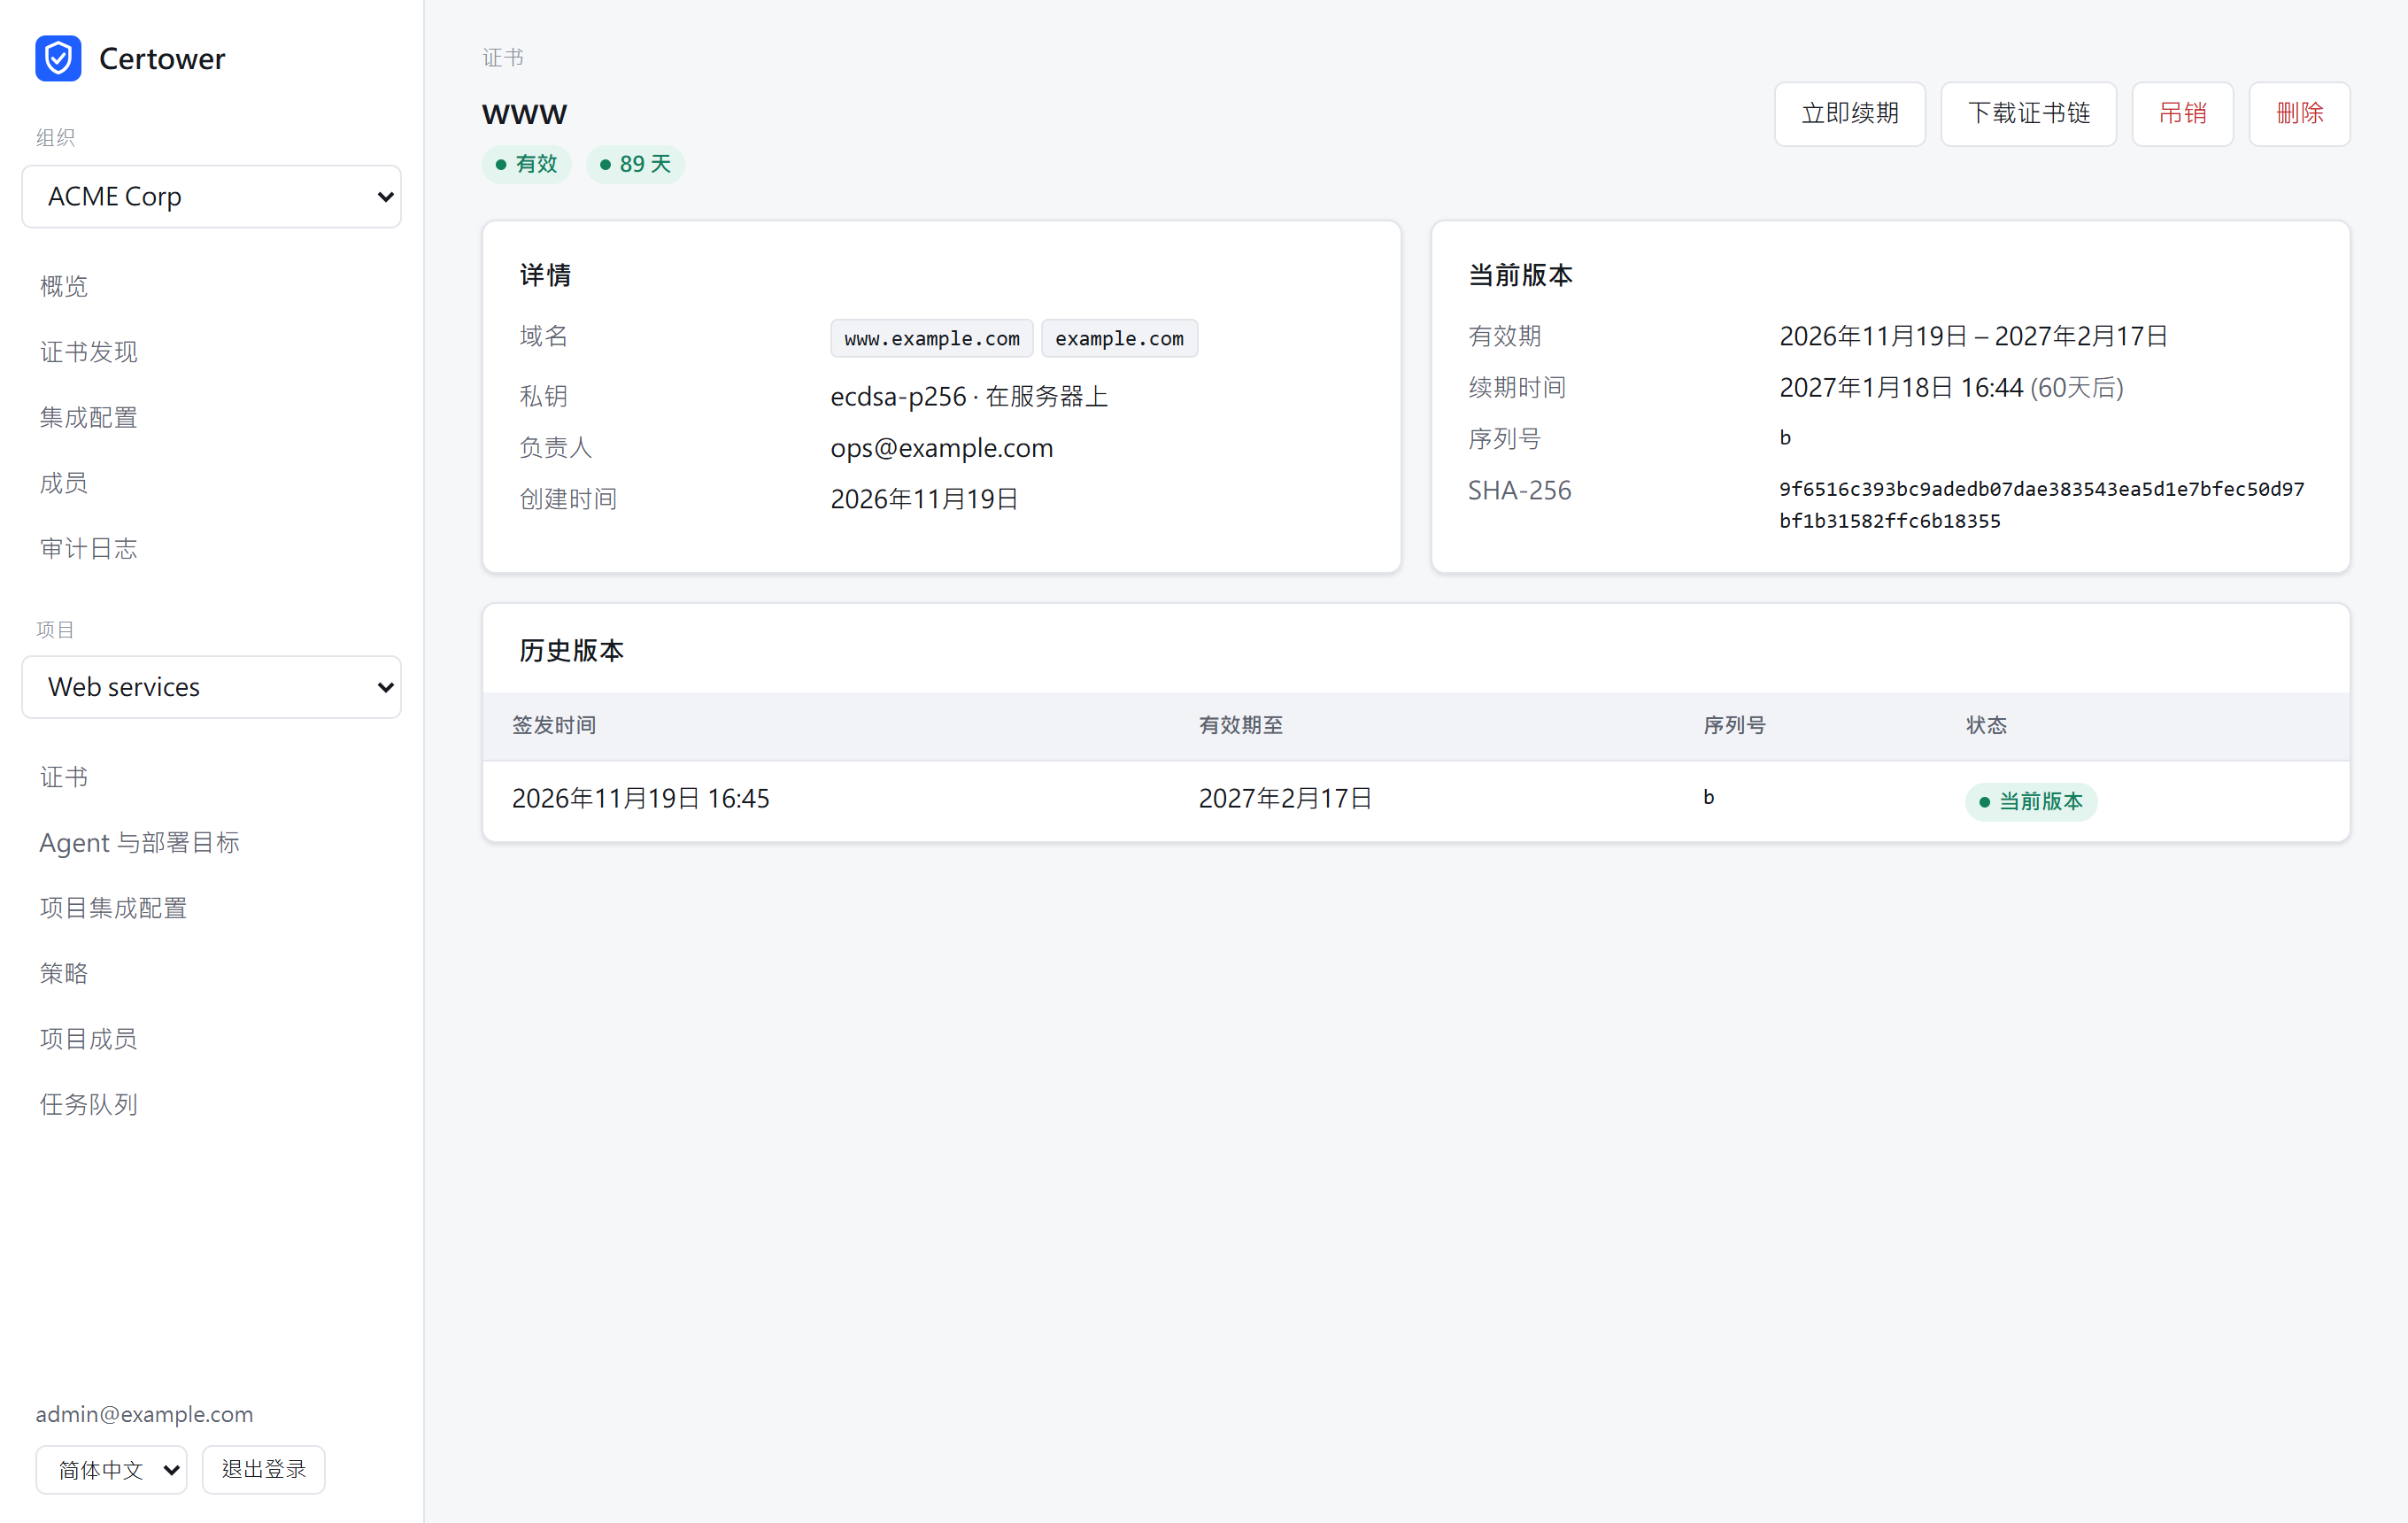 Certower
组织
ACME Corp
概览
证书发现
集成配置
成员
审计日志
项目
Web services
证书
Agent 与部署目标
项目集成配置
策略
项目成员
任务队列
admin@example.com
简体中文
退出登录
证书
www
有效
89 天
立即续期
下载证书链
吊销
删除
详情
域名
www.example.com example.com
私钥
ecdsa-p256 · 在服务器上
负责人
ops@example.com
创建时间
2026年11月19日
当前版本
有效期
2026年11月19日 – 2027年2月17日
续期时间
2027年1月18日 16:44 (60天后)
序列号
b
SHA-256
9f6516c393bc9adedb07dae383543ea5d1e7bfec50d97
bf1b31582ffc6b18355
历史版本
签发时间 有效期至 序列号 状态
2026年11月19日 16:45 2027年2月17日 b 当前版本